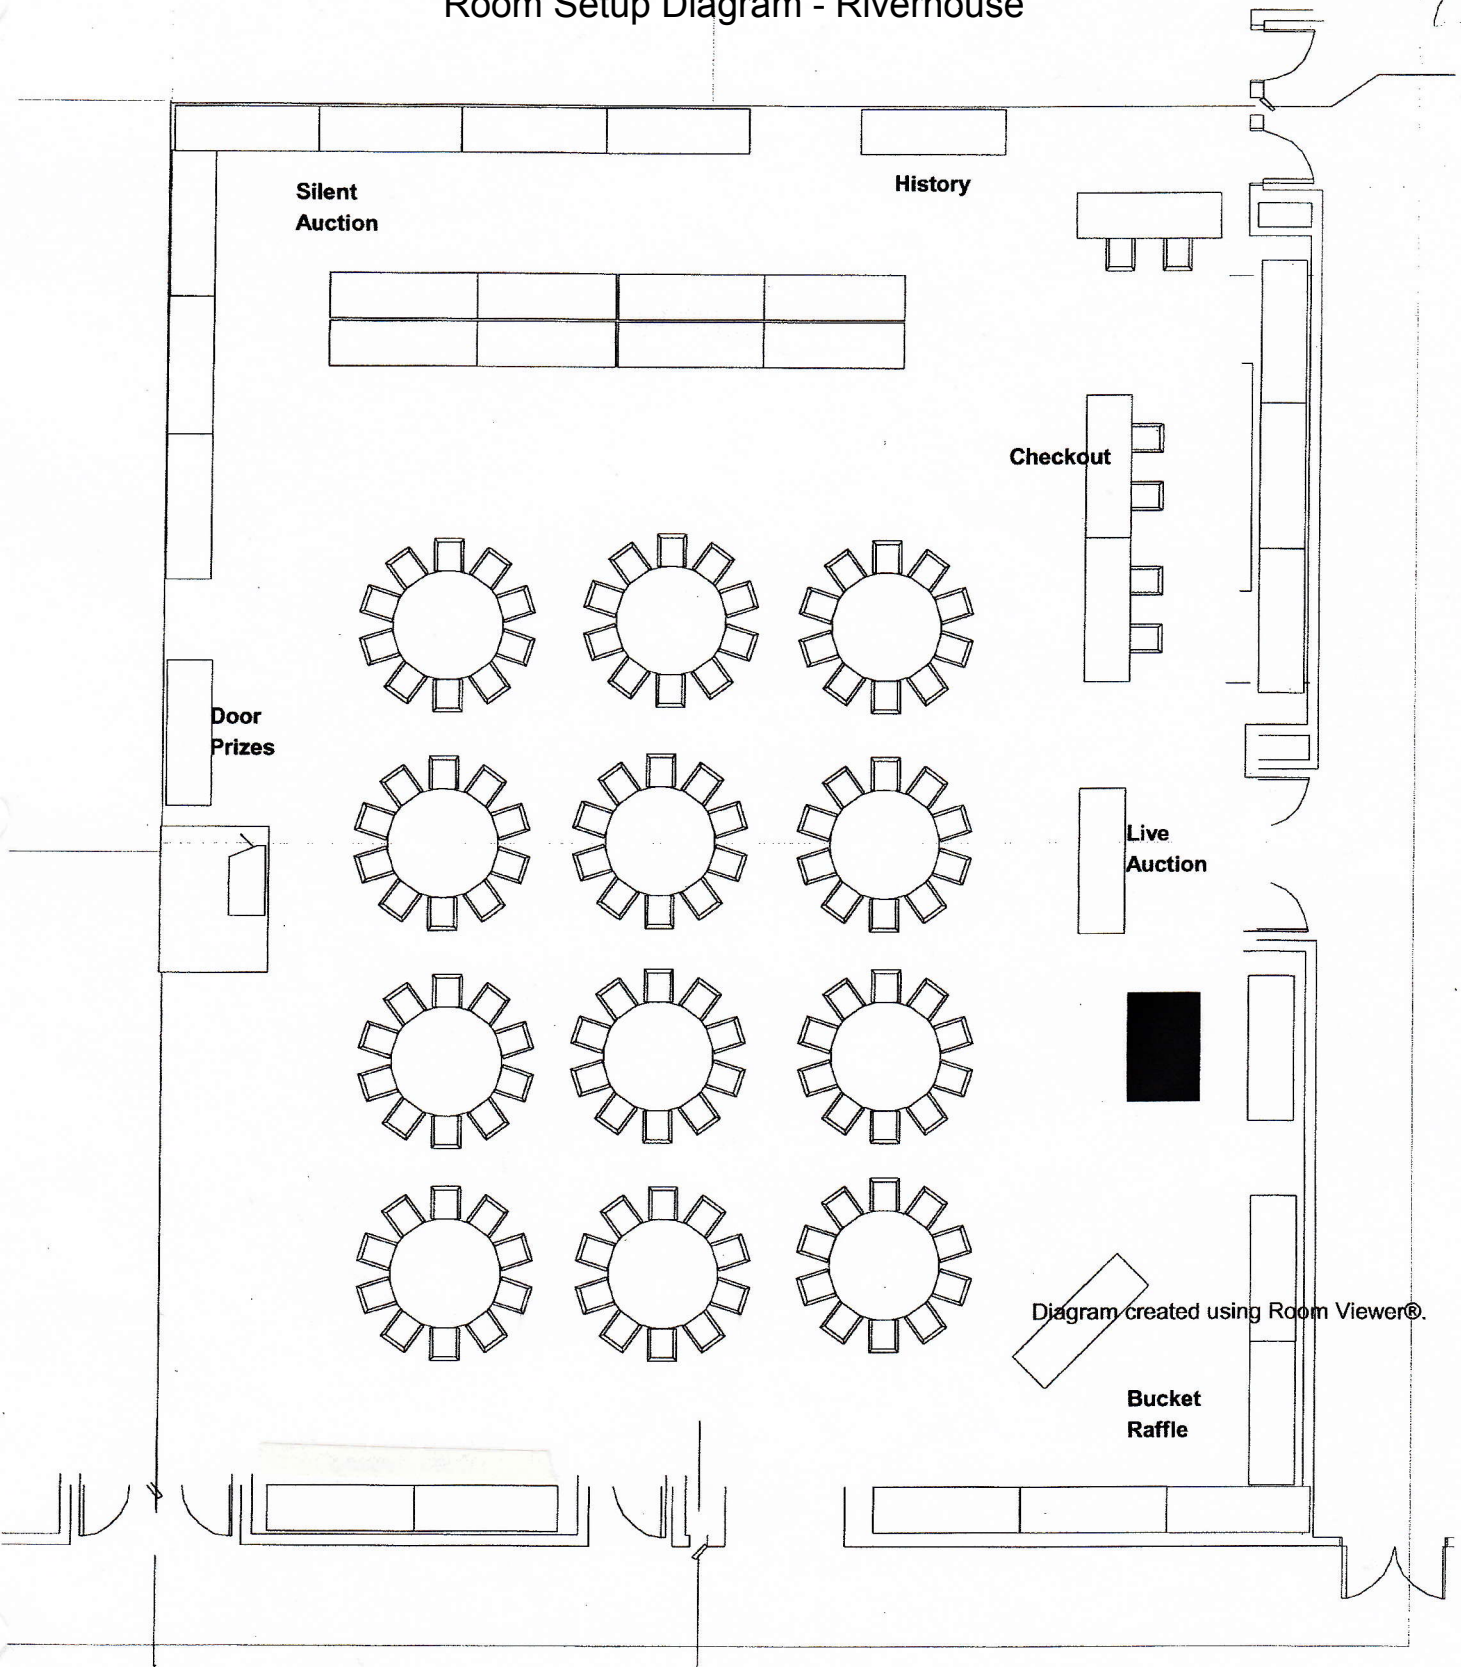 Room Setup Diagram - Riverhouse
Silent
Auction
History
Checkout
Door
Prizes
Live
Auction
Diagram created using Room Viewer®.
Bucket
Raffle